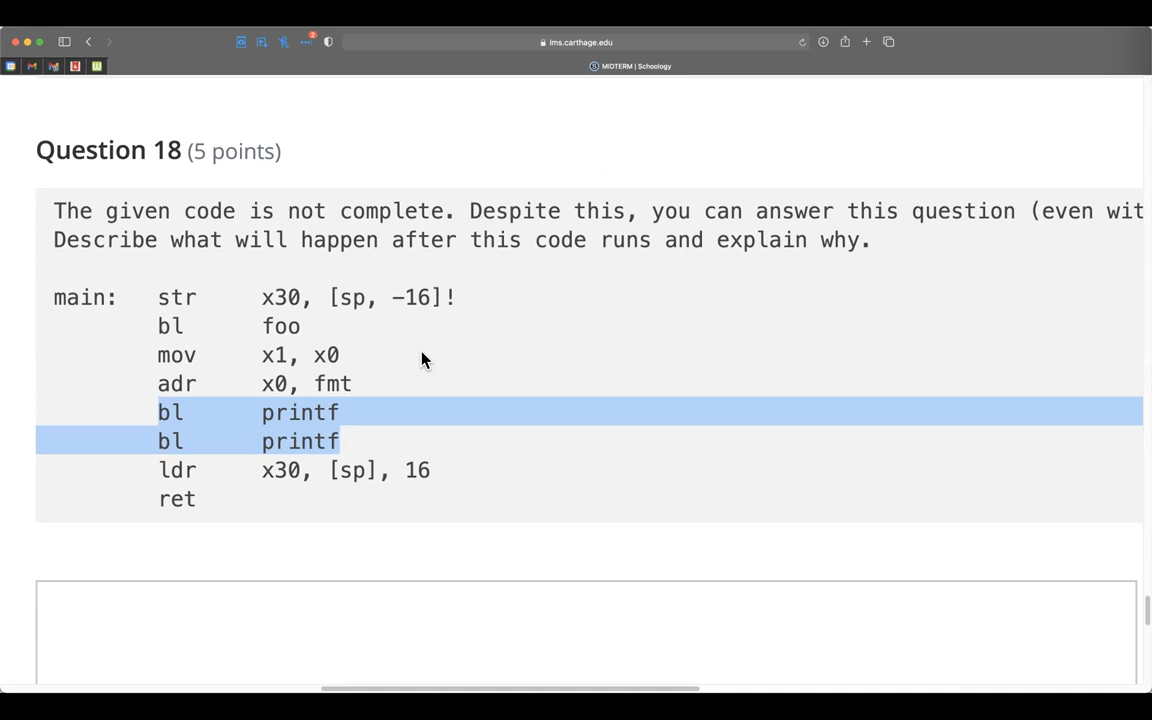 2
lms.carthage.edu
MIDTERM | Schoology
Question 18 (5 points)
The given code is not complete. Despite this, you can answer this question (even wit
Describe what will happen after this code runs and explain why.
main: str x30, [sp, -16]!
bl foo
mov x1, x0
adr x0, fmt
bl printf
bl printf
ldr x30, [sp], 16
ret